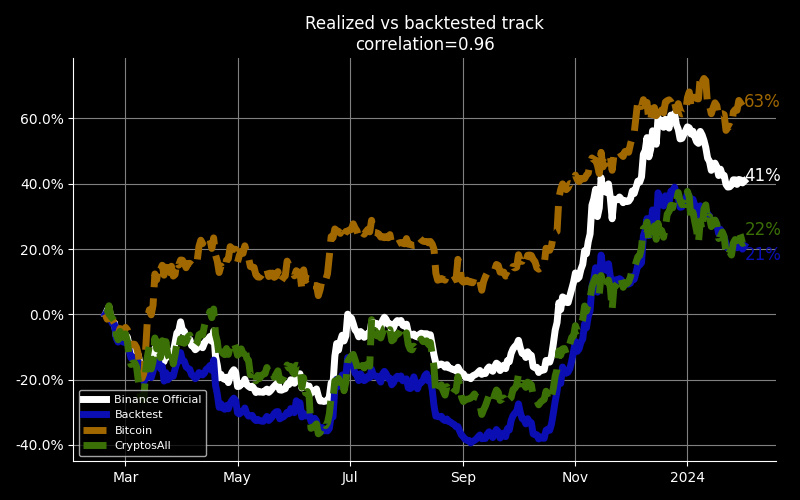 Realized vs backtested track
correlation=0.96
60.0%
40.0%
20.0%
0.0%
-20.0%
-40.0%
63%
41%
22%
21%
Binance Official
Backtest
Bitcoin
CryptosAll
Mar
May
Jul
Sep
Nov
2024